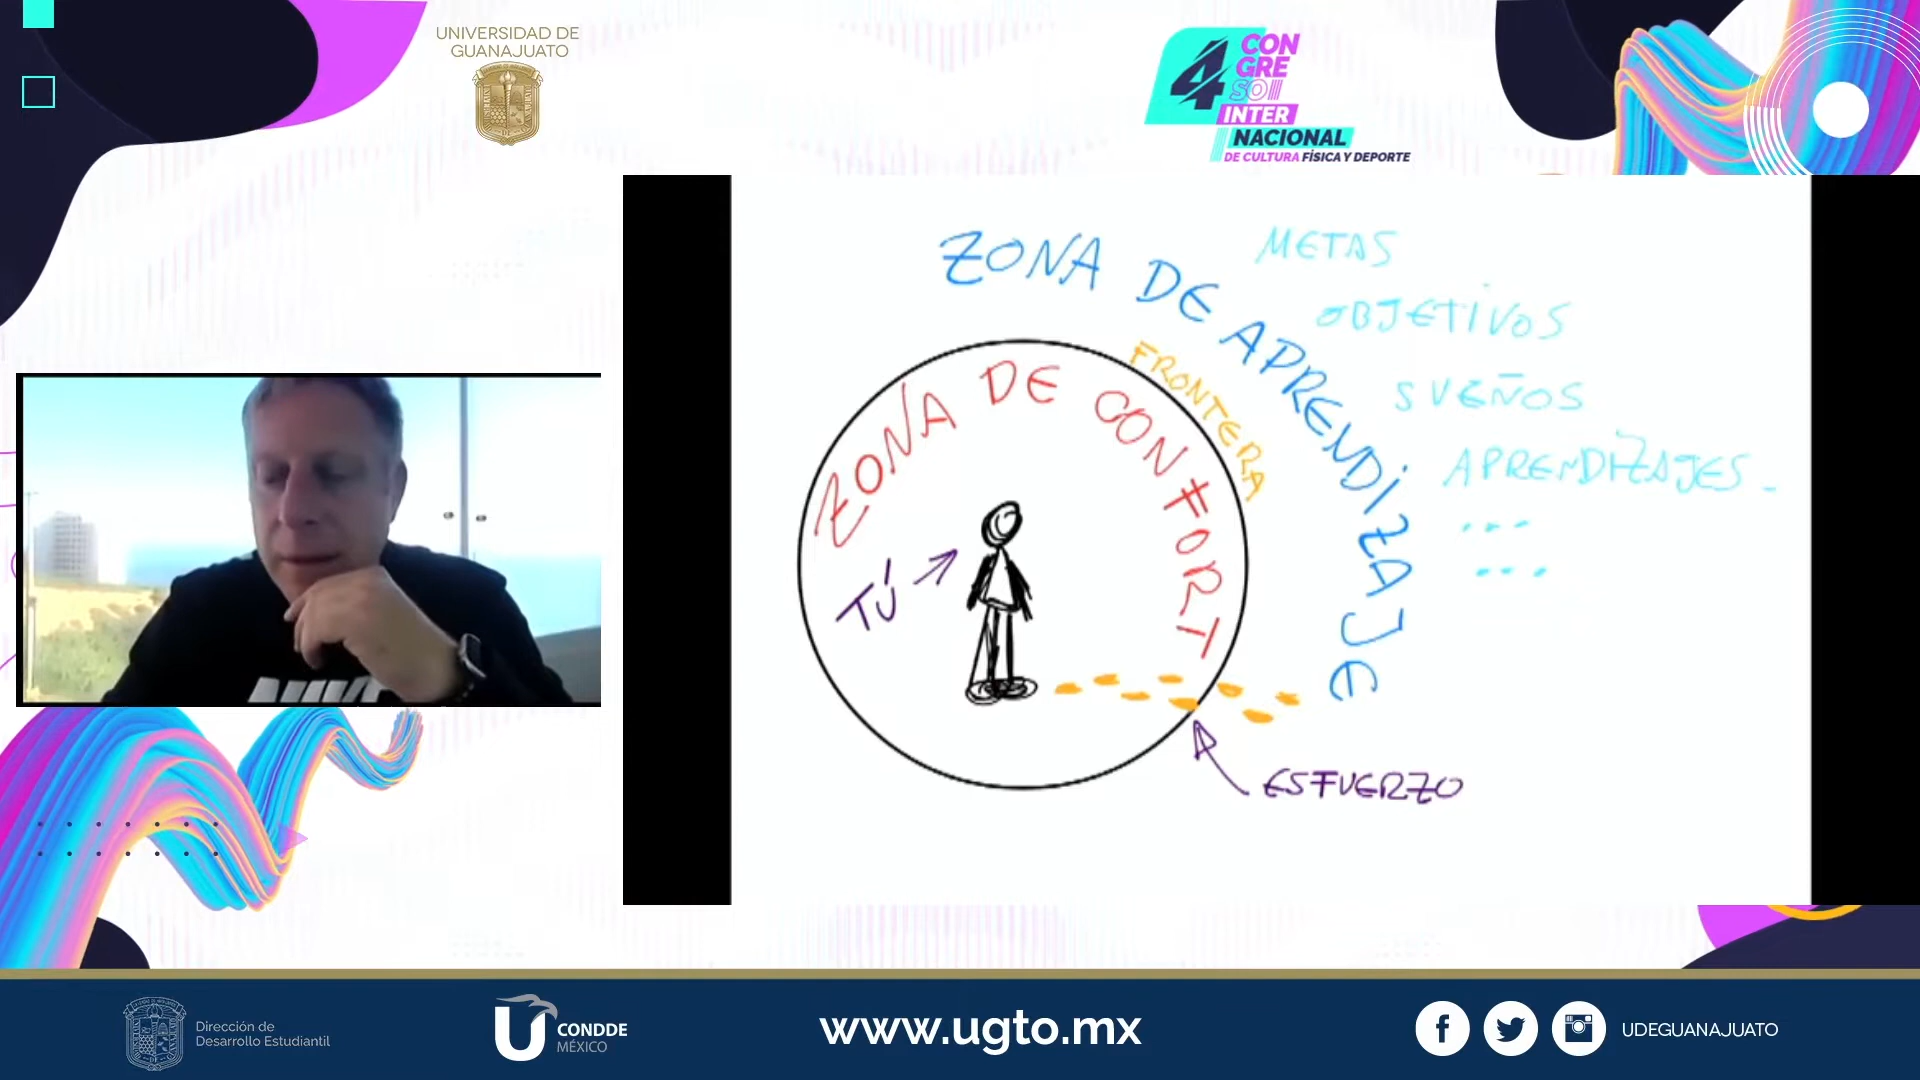 UNIVERSIDAD DE
GUANAJUATO
4 CON
GRE
SO
INTER
NACIONAL
DE CULTURA FÍSICA Y DEPORTE
METAS
ZONA DE APRENDIZAJE
OBJETIVOS
FRONTERA
SUEÑOS
ZONA DE CONFORT
APRENDIZAJES
...
...
TÚ
ESFUERZO
Dirección de
Desarrollo Estudiantil
CONDDE
MÉXICO
www.ugto.mx
UDEGUANAJUATO